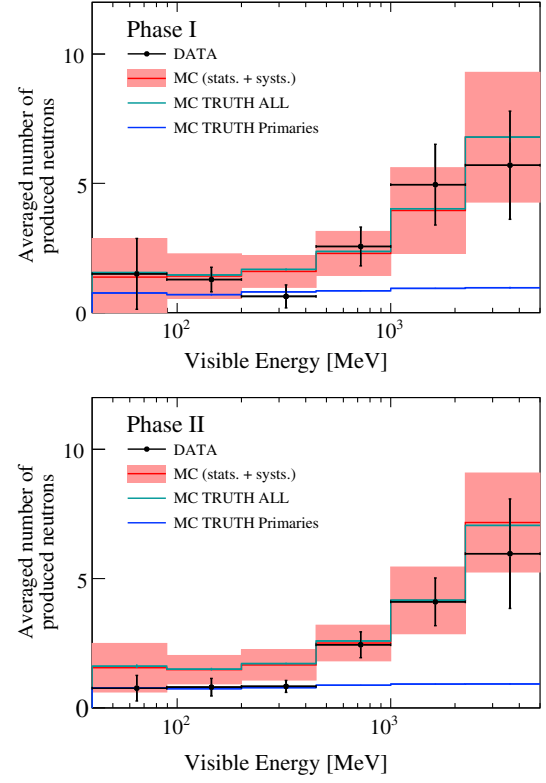 Phase I
DATA
MC (stats. + systs.)
MC TRUTH ALL
MC TRUTH Primaries
10
5
0
Averaged number of
produced neutrons
10²
10³
Visible Energy [MeV]
Phase II
DATA
MC (stats. + systs.)
MC TRUTH ALL
MC TRUTH Primaries
10
5
0
Averaged number of
produced neutrons
10²
10³
Visible Energy [MeV]